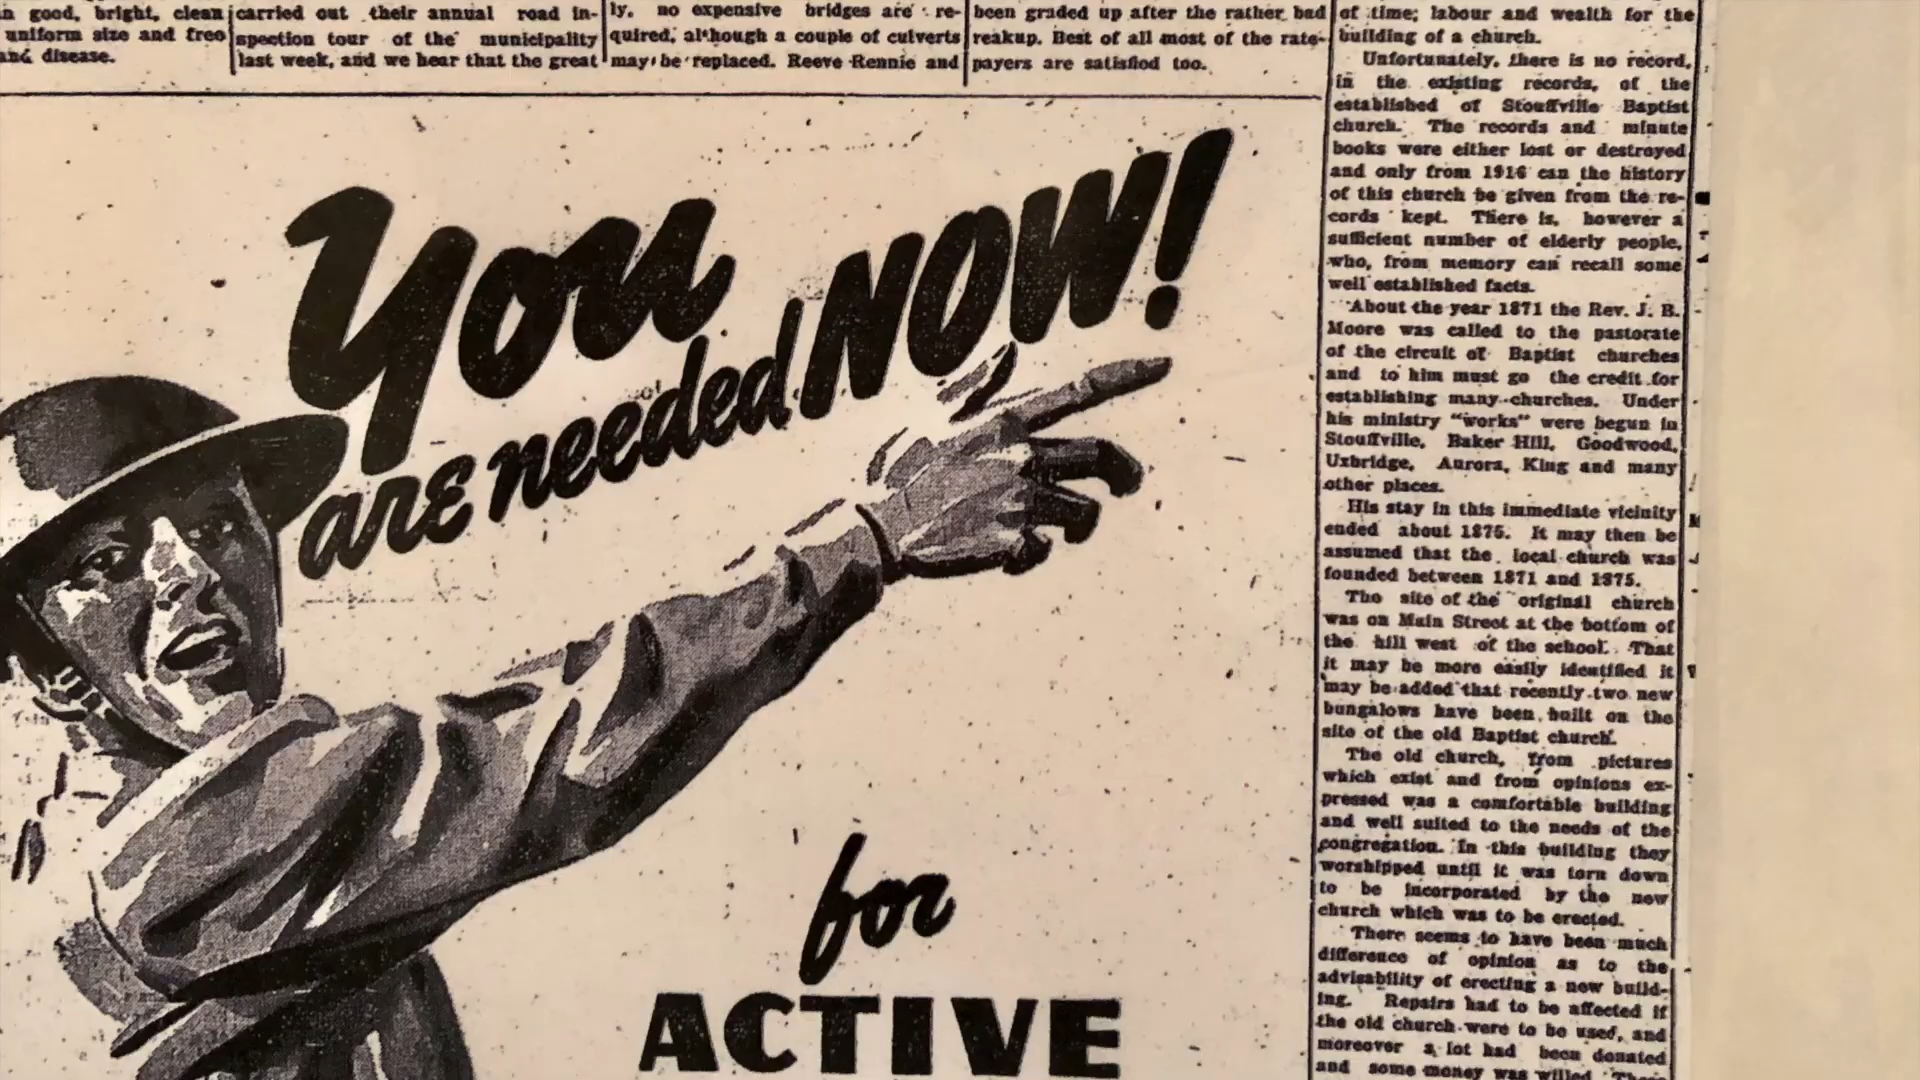 in good, bright, clean
uniform size and free
and disease.
carried out their annual road in-
spection tour of the municipality
last week, and we hear that the great
ly. no expensive bridges are re-
quired, although a couple of culverts
may be replaced. Reeve Rennie and
been graded up after the rather bad
reakup. Best of all most of the rate-
payers are satisfied too.
You
are needed NOW!
for
ACTIVE
of time; labour and wealth for the
building of a church.
Unfortunately, there is no record,
in the existing records, of the
established of Stouffville Baptist
church. The records and minute
books were either lost or destroyed
and only from 1916 can the history
of this church be given from the re-
cords kept. There is, however a
sufficient number of elderly people,
who, from memory can recall some
well established facts.
About the year 1871 the Rev. J. B.
Moore was called to the pastorate
of the circuit of Baptist churches
and to him must go the credit for
establishing many churches. Under
his ministry "works" were begun in
Stouffville, Baker Hill, Goodwood,
Uxbridge, Aurora, King and many
other places.
His stay in this immediate vicinity
ended about 1875. It may then be
assumed that the local church was
founded between 1871 and 1875.
The site of the original church
was on Main Street at the bottom of
the hill west of the school. That
it may be more easily identified it
may be added that recently two new
bungalows have been built on the
site of the old Baptist church.
The old church, from pictures
which exist and from opinions ex-
pressed was a comfortable building
and well suited to the needs of the
congregation. In this building they
worshipped until it was torn down
to be incorporated by the new
church which was to be erected.
There seems to have been much
difference of opinion as to the
advisability of erecting a new build-
ing. Repairs had to be affected if
the old church were to be used, and
moreover a lot had been donated
and some money was willed. There